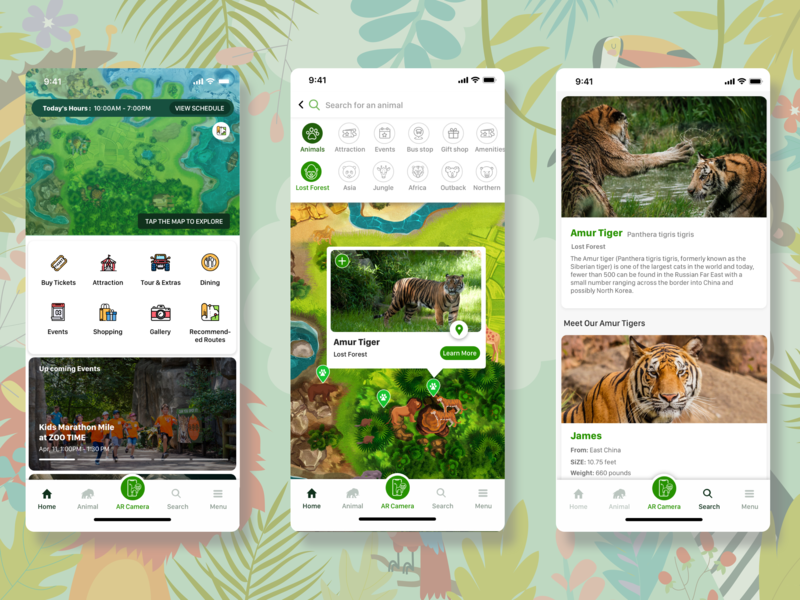 9:41
Today's Hours : 10:00AM - 7:00PM VIEW SCHEDULE
TAP THE MAP TO EXPLORE
Buy Tickets Attraction Tour & Extras Dining
Events Shopping Gallery Recommend-
ed Routes
Upcoming Events
Kids Marathon Mile
at ZOO TIME
Apr. 11, 1:00PM - 1:30 PM
Home Animal AR Camera Search Menu
9:41
Search for an animal
Animals Attraction Events Bus stop Gift shop Amenities
Lost Forest Asia Jungle Africa Outback Northern
Amur Tiger
Lost Forest
Learn More
Home Animal AR Camera Search Menu
9:41
Amur Tiger Panthera tigris tigris
Lost Forest
The Amur tiger (Panthera tigris tigris, formerly known as the
Siberian tiger) is one of the largest cats in the world and today,
fewer than 500 can be found in the Russian Far East with a
small number ranging across the border into China and
possibly North Korea.
Meet Our Amur Tigers
James
From: East China
SiZE: 10.75 feet
Weight: 660 pounds
Home Animal AR Camera Search Menu